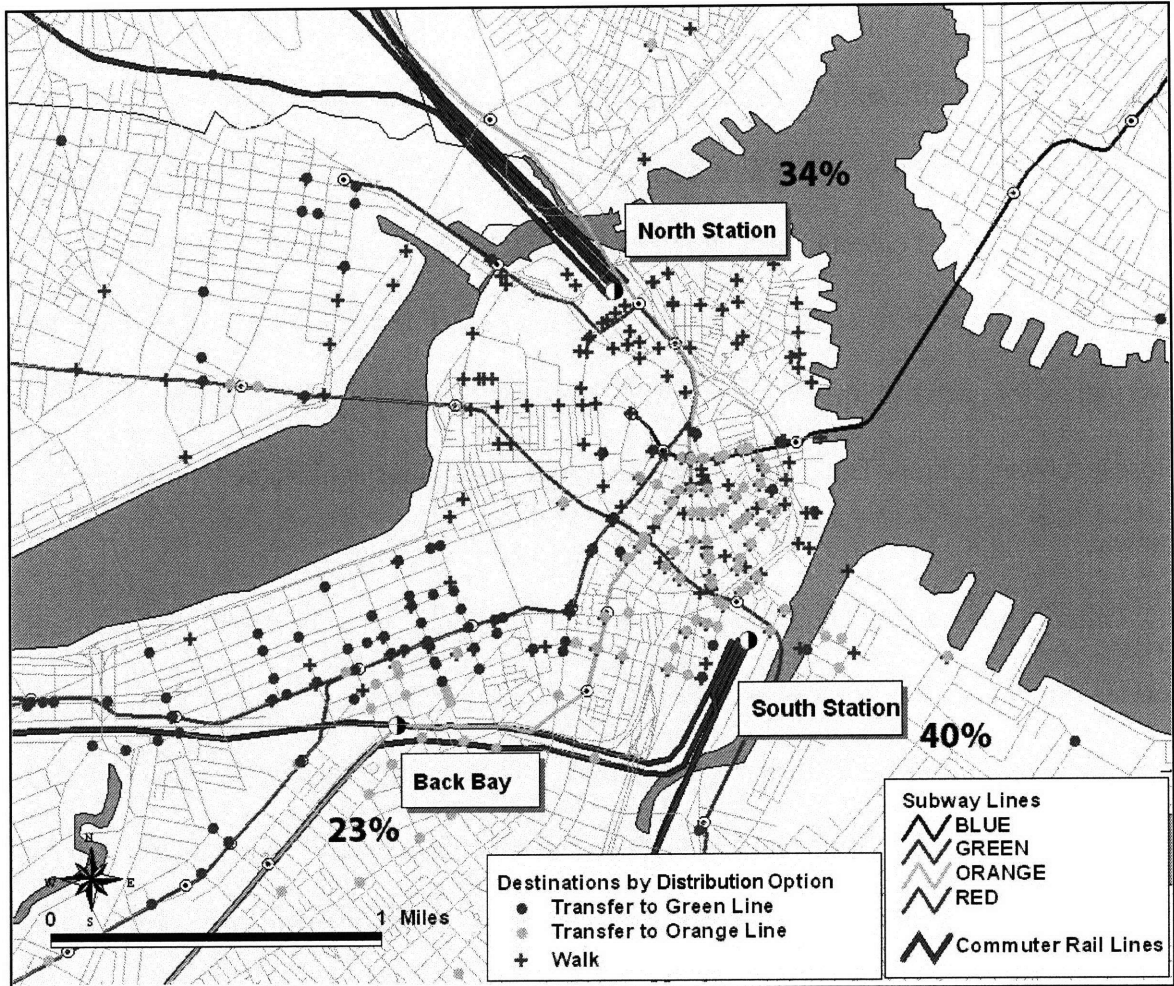 34%
North Station
South Station
40%
Back Bay
23%
N
W
E
S
0
1 Miles
Destinations by Distribution Option
Transfer to Green Line
Transfer to Orange Line
Walk
Subway Lines
BLUE
GREEN
ORANGE
RED
Commuter Rail Lines